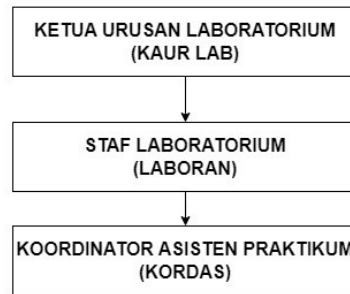 KETUA URUSAN LABORATORIUM
(KAUR LAB)
STAF LABORATORIUM
(LABORAN)
KOORDINATOR ASISTEN PRAKTIKUM
(KORDAS)